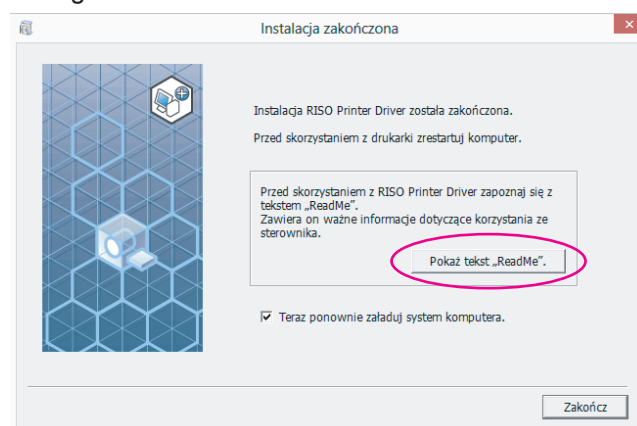 Instalacja zakończona
Instalacja RISO Printer Driver została zakończona.
Przed skorzystaniem z drukarki zrestartuj komputer.
Przed skorzystaniem z RISO Printer Driver zapoznaj się z
tekstem „ReadMe”.
Zawiera on ważne informacje dotyczące korzystania ze
sterownika.
Pokaż tekst „ReadMe”.
Teraz ponownie załaduj system komputera.
Zakończ